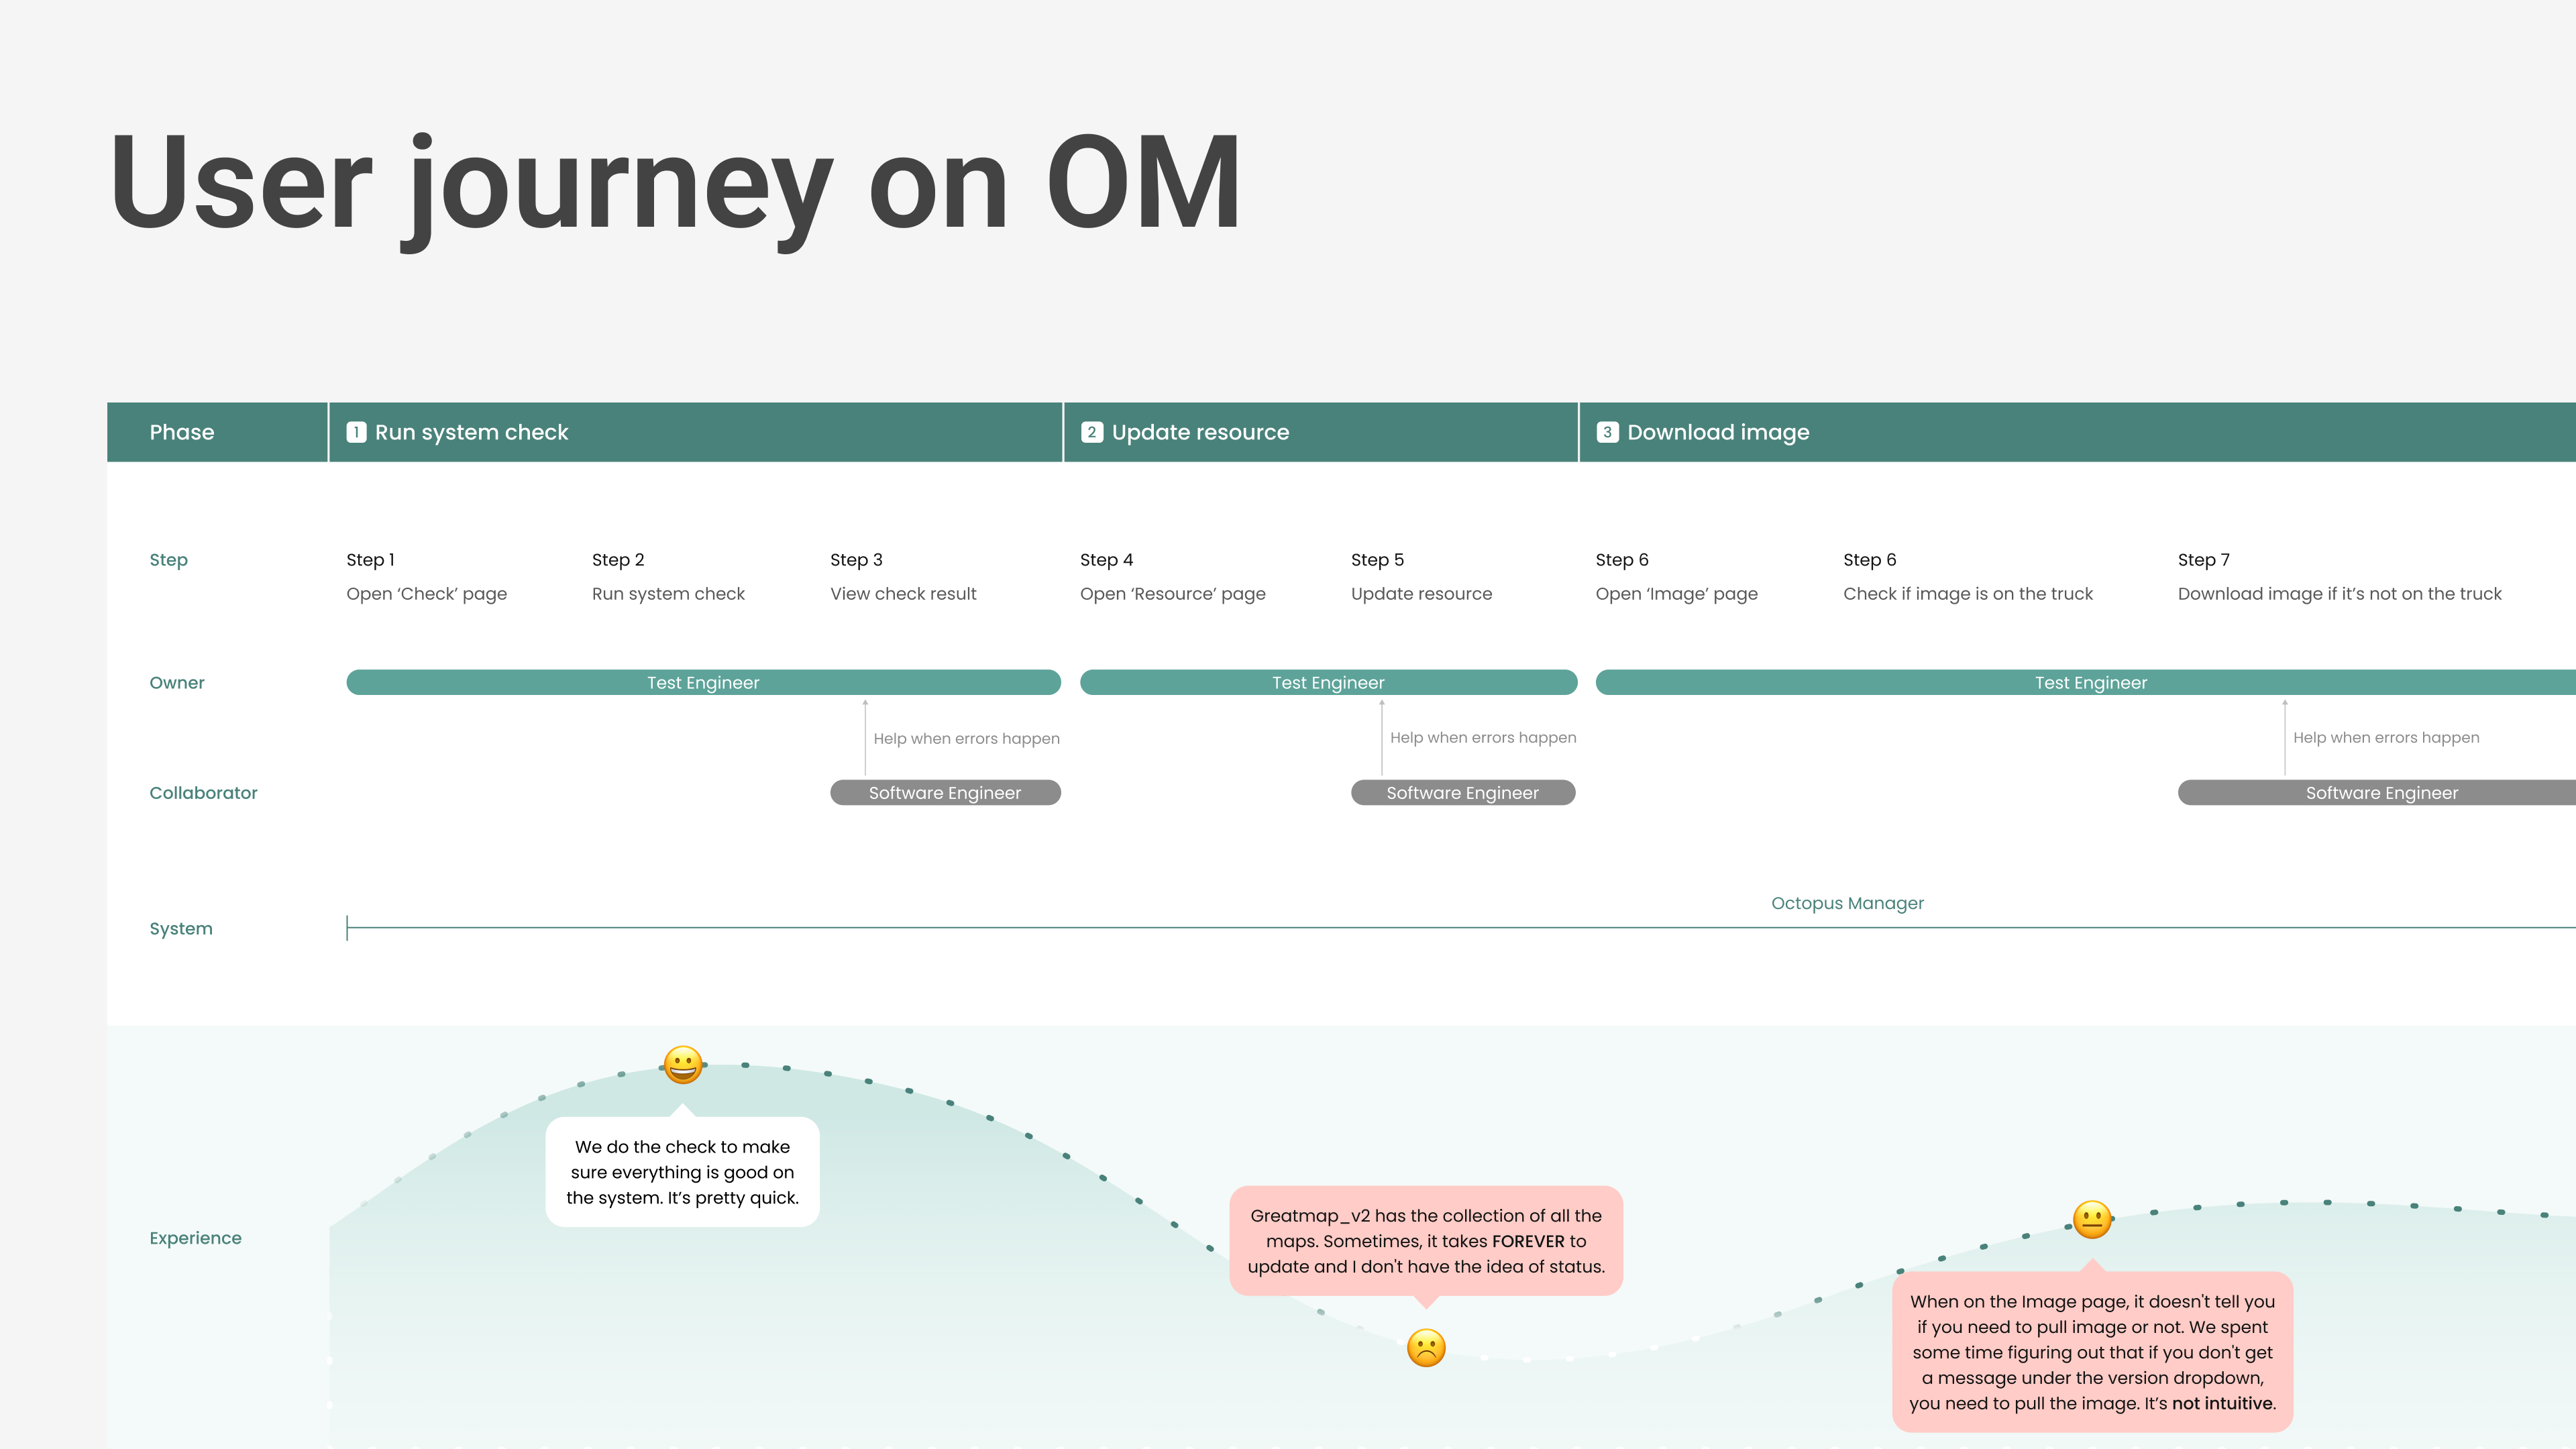 User journey on OM
Phase
1 Run system check
2 Update resource
3 Download image
Step
Step 1
Open ‘Check’ page
Step 2
Run system check
Step 3
View check result
Step 4
Open ‘Resource’ page
Step 5
Update resource
Step 6
Open ‘Image’ page
Step 6
Check if image is on the truck
Step 7
Download image if it’s not on the truck
Owner
Test Engineer
Test Engineer
Test Engineer
Help when errors happen
Help when errors happen
Help when errors happen
Collaborator
Software Engineer
Software Engineer
Software Engineer
System
Octopus Manager
Experience
We do the check to make
sure everything is good on
the system. It’s pretty quick.
Greatmap_v2 has the collection of all the
maps. Sometimes, it takes FOREVER to
update and I don't have the idea of status.
When on the Image page, it doesn't tell you
if you need to pull image or not. We spent
some time figuring out that if you don't get
a message under the version dropdown,
you need to pull the image. It’s not intuitive.